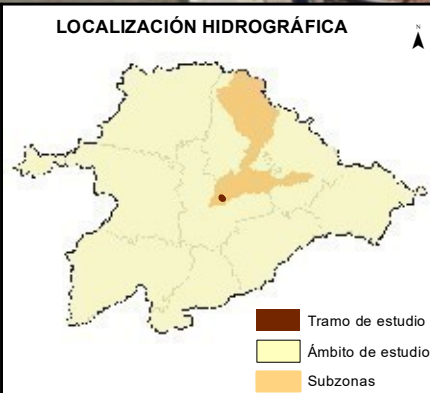 LOCALIZACIÓN HIDROGRÁFICA
N
Tramo de estudio
Ámbito de estudio
Subzonas